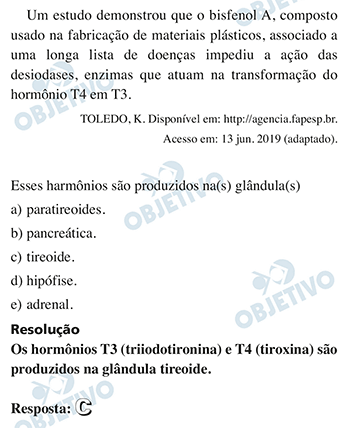 Um estudo demonstrou que o bisfenol A, composto
usado na fabricação de materiais plásticos, associado a
uma longa lista de doenças impediu a ação das
desiodases, enzimas que atuam na transformação do
hormônio T4 em T3.
TOLEDO, K. Disponível em: http://agencia.fapesp.br.
Acesso em: 13 jun. 2019 (adaptado).
Esses harmônios são produzidos na(s) glândula(s)
a) paratireoides.
b) pancreática.
c) tireoide.
d) hipófise.
e) adrenal.
Resolução
Os hormônios T3 (triiodotironina) e T4 (tiroxina) são
produzidos na glândula tireoide.
Resposta: C
OBJETIVO
OBJETIVO
OBJETIVO
OBJETIVO
OBJETIVO
OBJETIVO